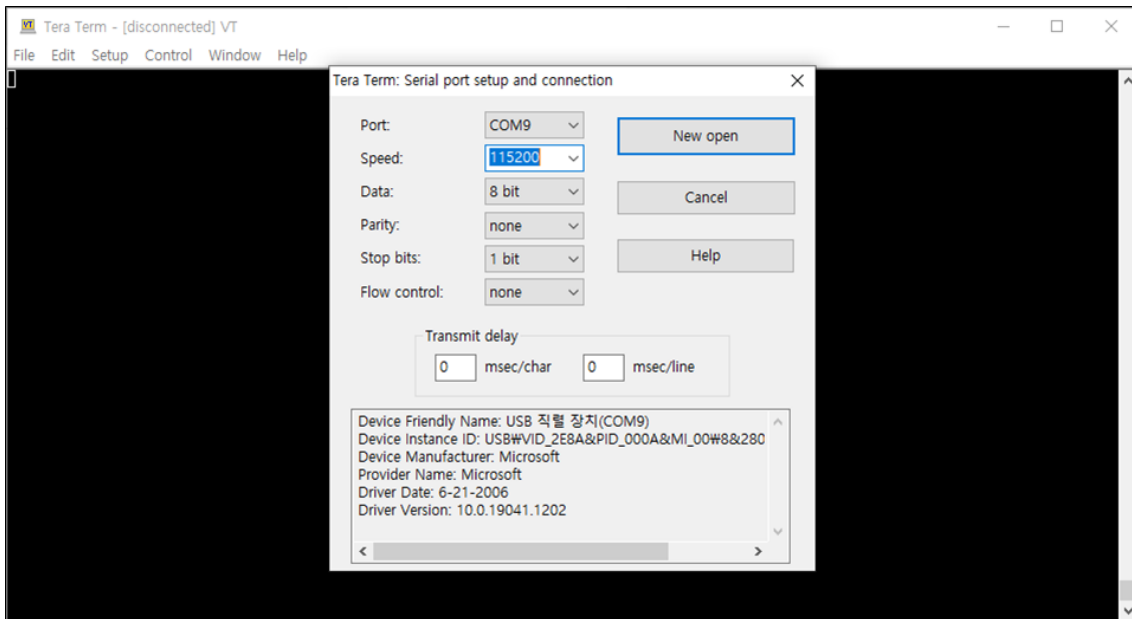 Tera Term - [disconnected] VT
File Edit Setup Control Window Help
Tera Term: Serial port setup and connection
Port: COM9
New open
Speed: 115200
Data: 8 bit
Cancel
Parity: none
Stop bits: 1 bit
Help
Flow control: none
Transmit delay
0 msec/char 0 msec/line
Device Friendly Name: USB 직렬 장치(COM9)
Device Instance ID: USB₩VID_2E8A&PID_000A&MI_00₩8&280
Device Manufacturer: Microsoft
Provider Name: Microsoft
Driver Date: 6-21-2006
Driver Version: 10.0.19041.1202